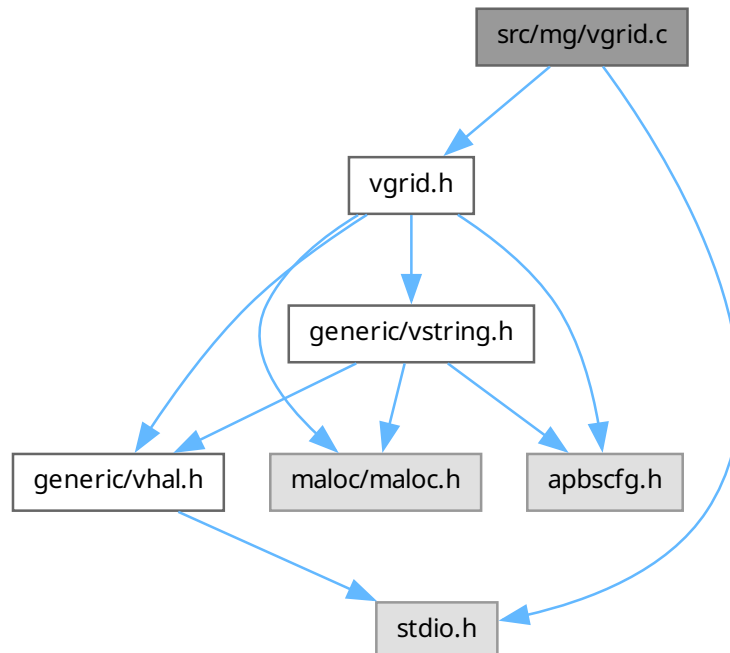 src/mg/vgrid.c
vgrid.h
generic/vstring.h
generic/vhal.h
maloc/maloc.h
apbscfg.h
stdio.h